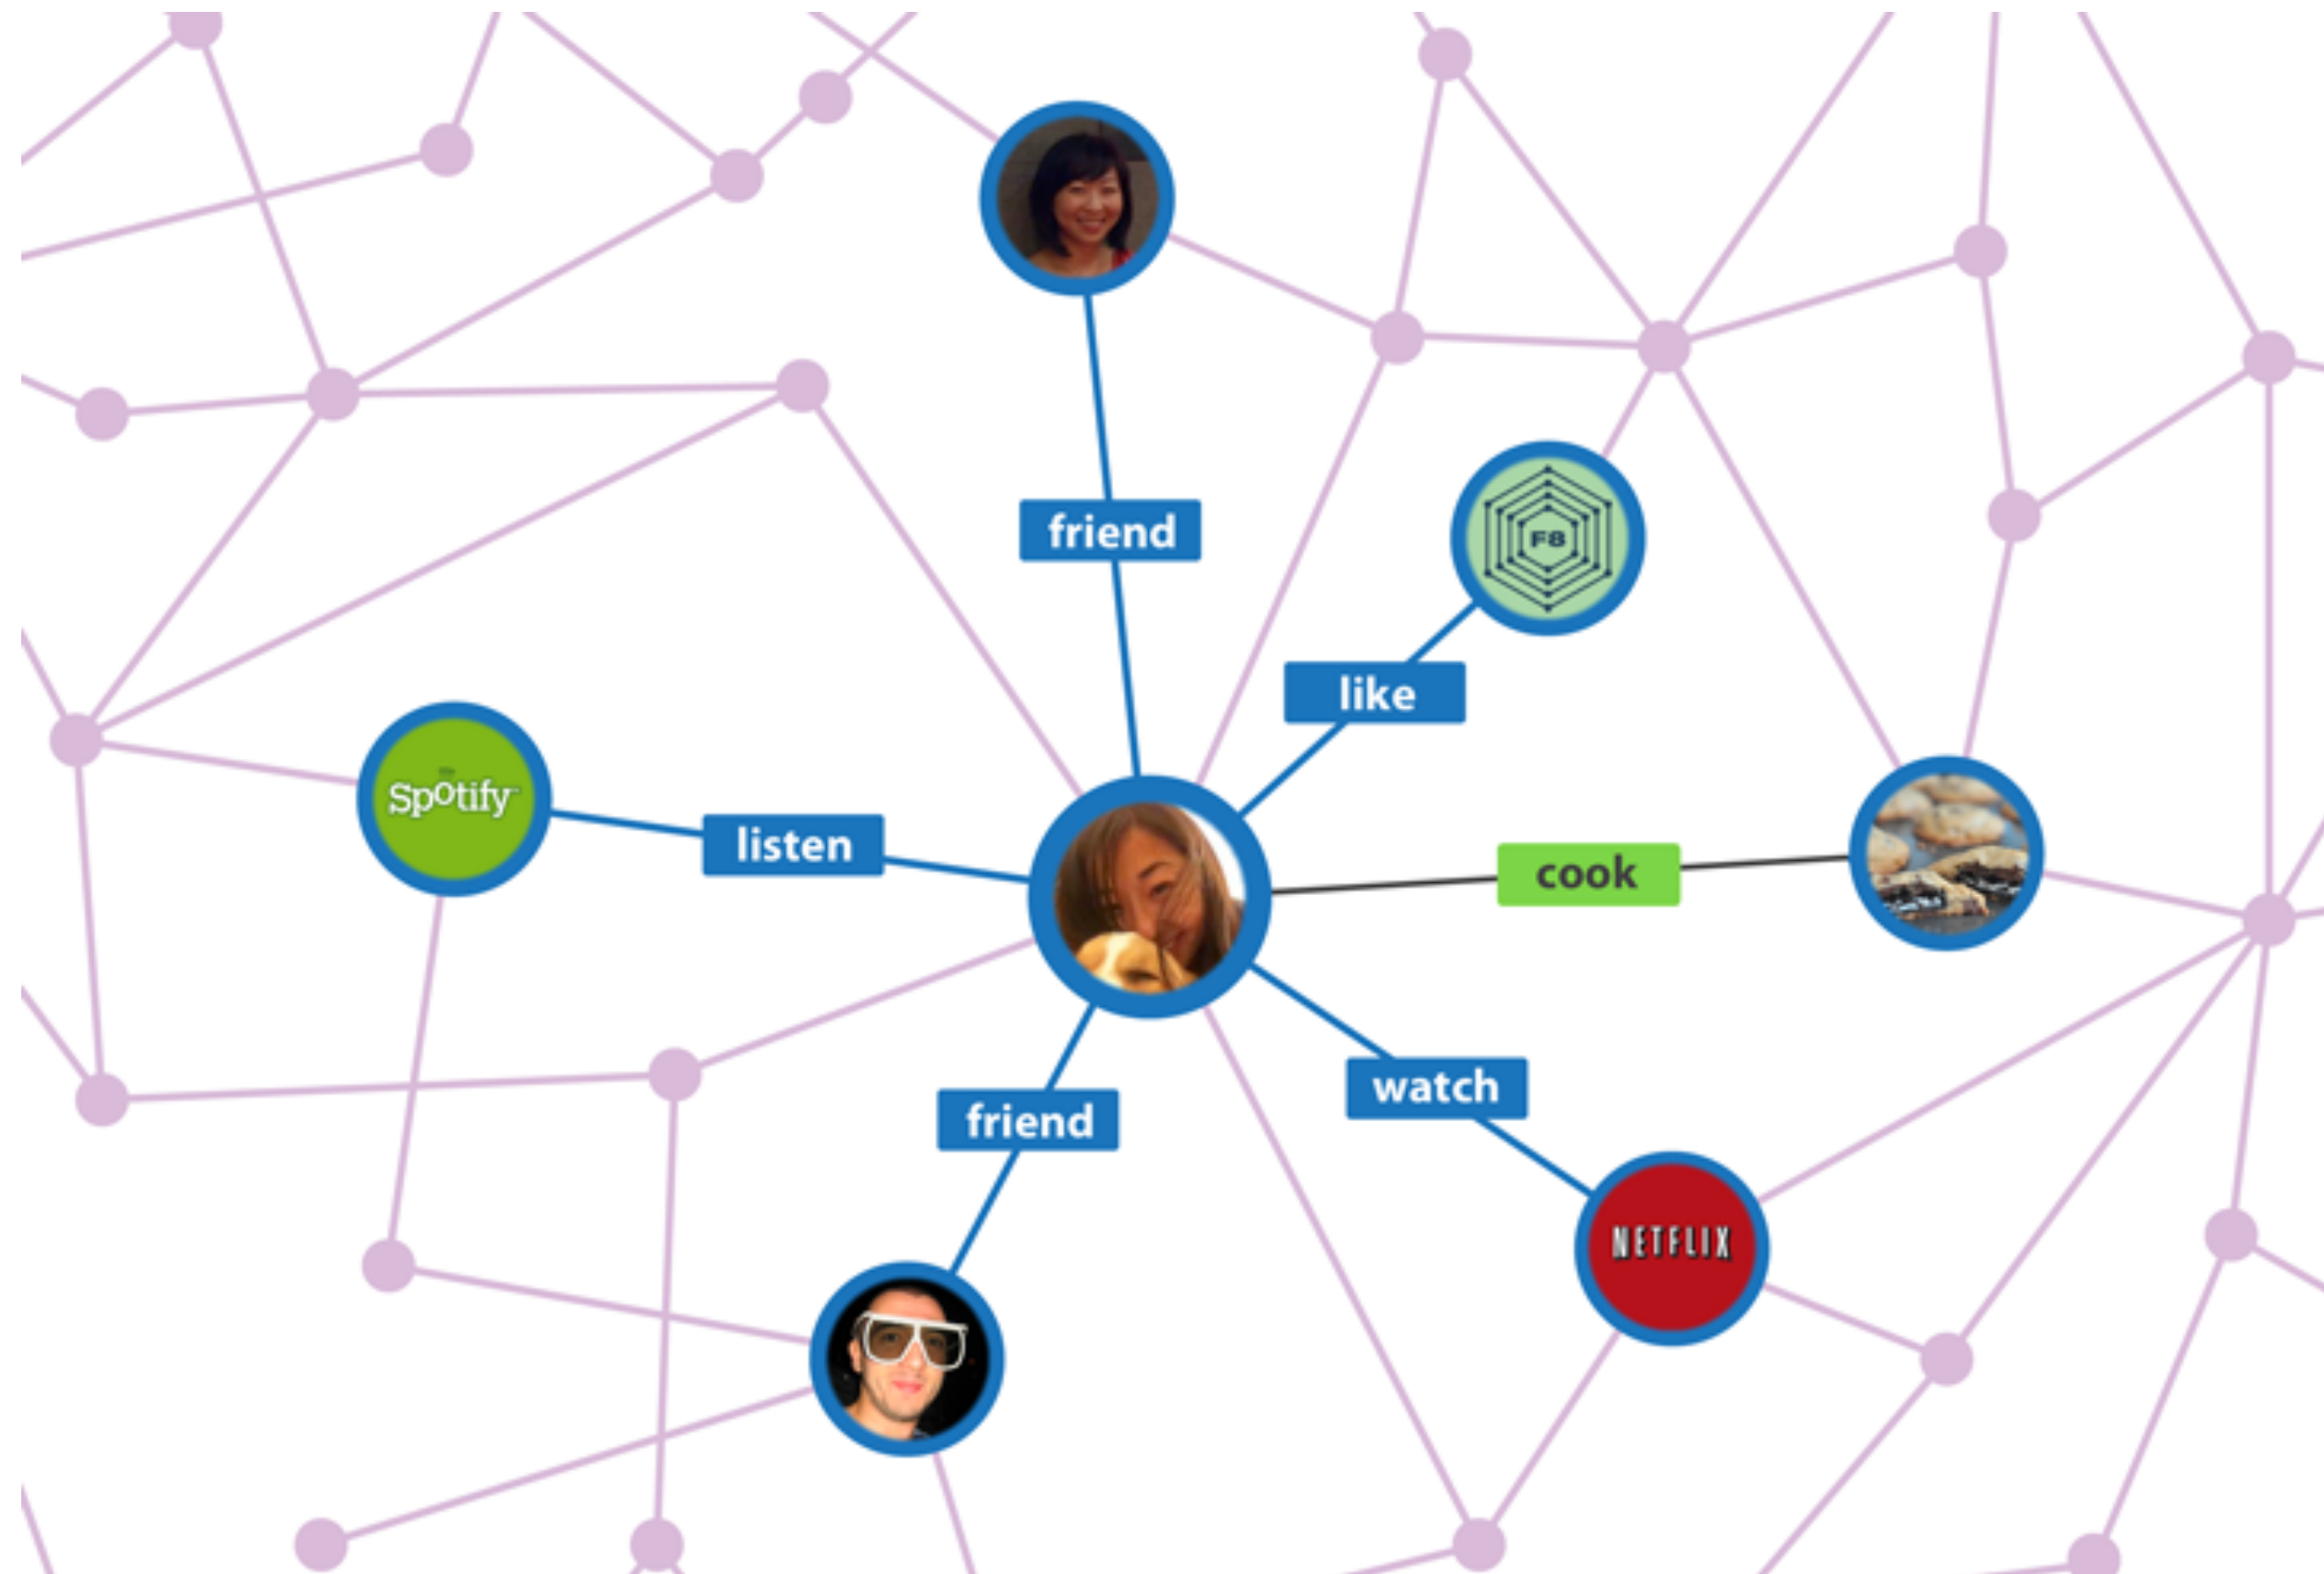 friend
F8
like
Spotify
listen
cook
watch
friend
NETFLIX